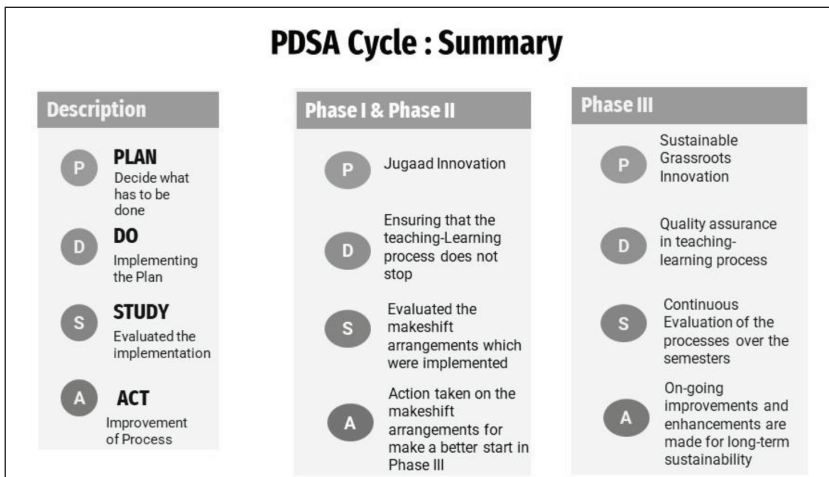 PDSA Cycle : Summary
Description
P
PLAN
Decide what
has to be
done
D
DO
Implementing
the Plan
S
STUDY
Evaluated the
implementation
A
ACT
Improvement
of Process
Phase I & Phase II
P
Jugaad Innovation
D
Ensuring that the
teaching-Learning
process does not
stop
S
Evaluated the
makeshift
arrangements which
were implemented
A
Action taken on the
makeshift
arrangements for
make a better start in
Phase III
Phase III
P
Sustainable
Grassroots
Innovation
D
Quality assurance
in teaching-
learning process
S
Continuous
Evaluation of the
processes over the
semesters
A
On-going
improvements and
enhancements are
made for long-term
sustainability